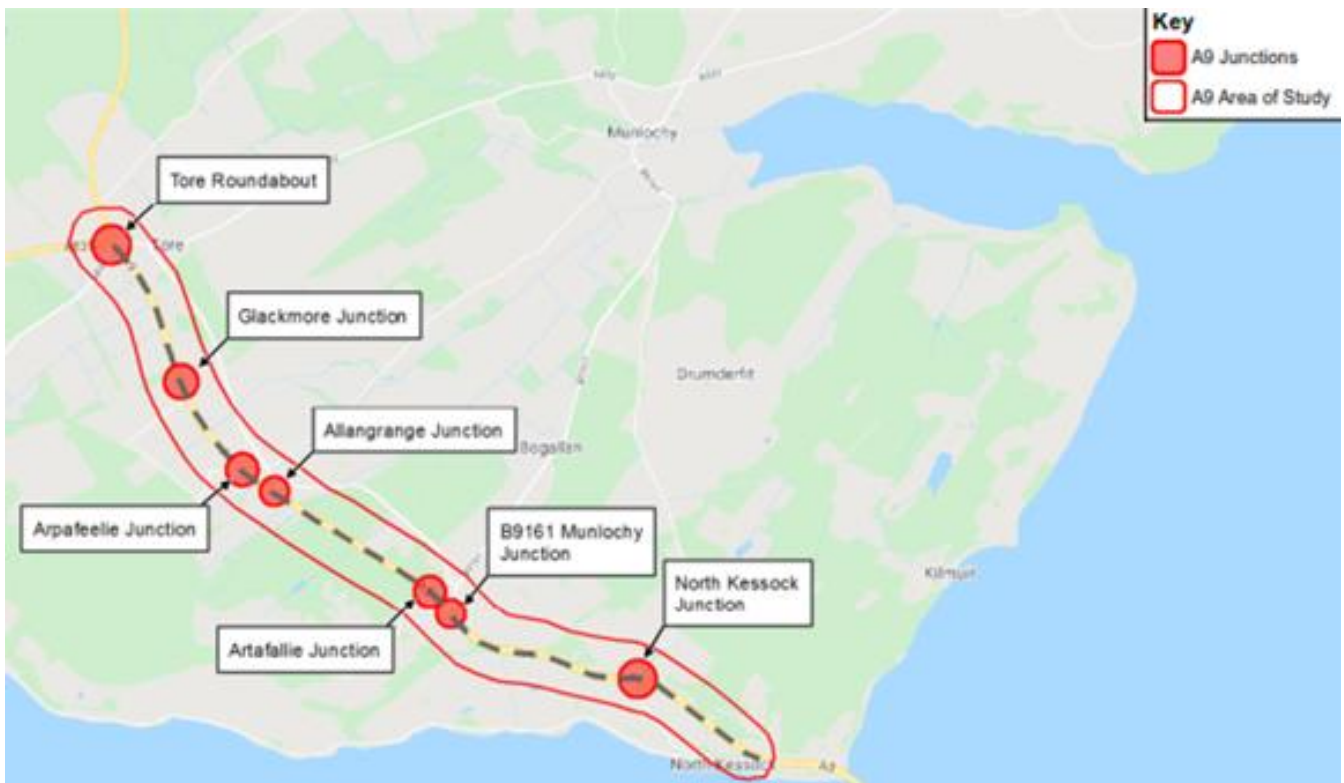 Key
A9 Junctions
A9 Area of Study
Munlochy
Tore Roundabout
Tore
Glackmore Junction
Drumderfit
Allangrange Junction
Bogallan
Arpafeelie Junction
B9161 Munlochy
Junction
Kilmuir
North Kessock
Junction
Artafallie Junction
North Kessock
A9